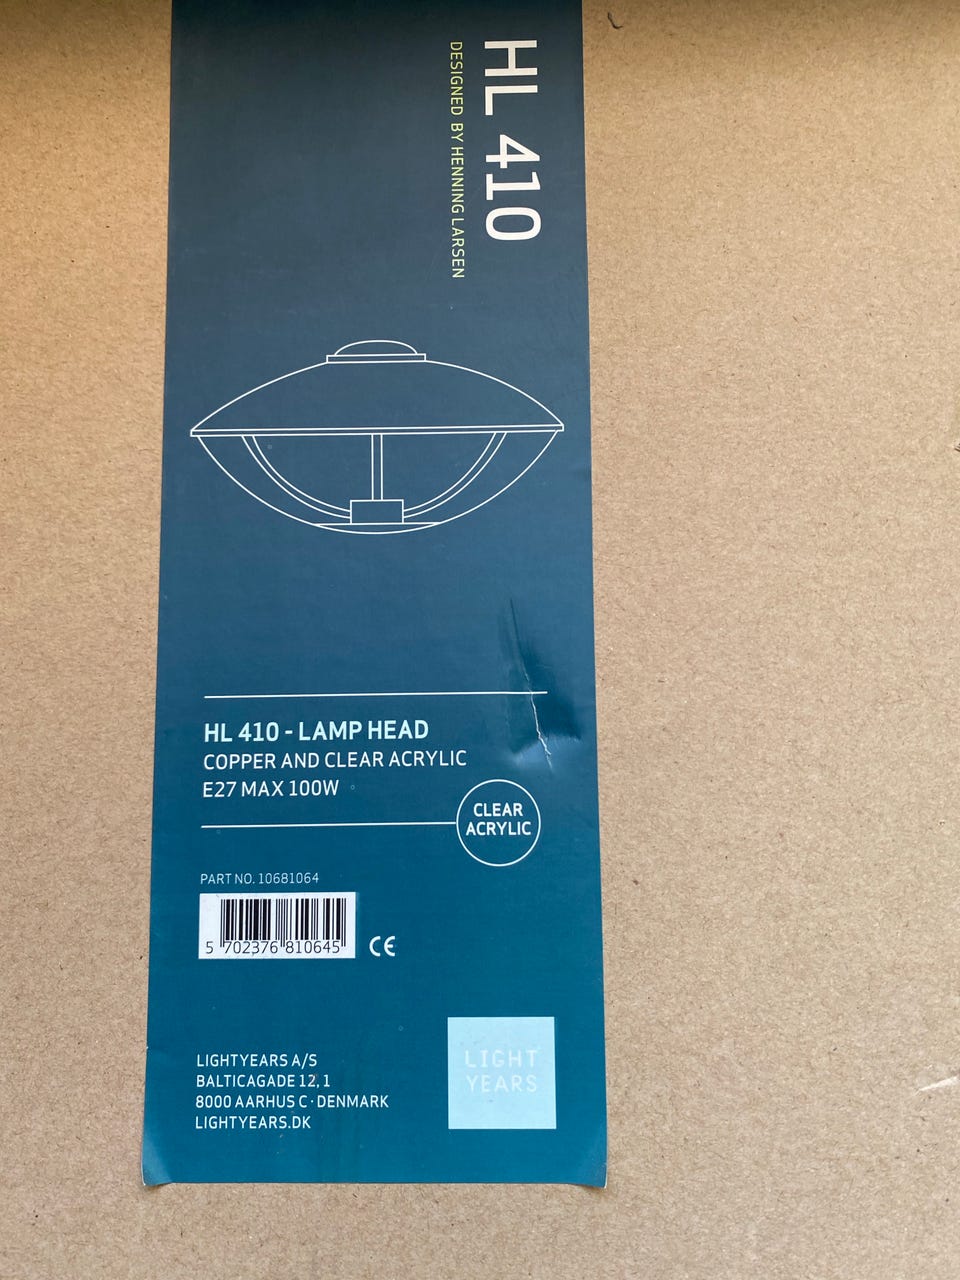 HL 410
DESIGNED BY HENNING LARSEN
HL 410 - LAMP HEAD
COPPER AND CLEAR ACRYLIC
E27 MAX 100W
CLEAR
ACRYLIC
PART NO. 10681064
5 702376 810645
CE
LIGHTYEARS A/S
BALTICAGADE 12, 1
8000 AARHUS C · DENMARK
LIGHTYEARS.DK
LIGHT
YEARS